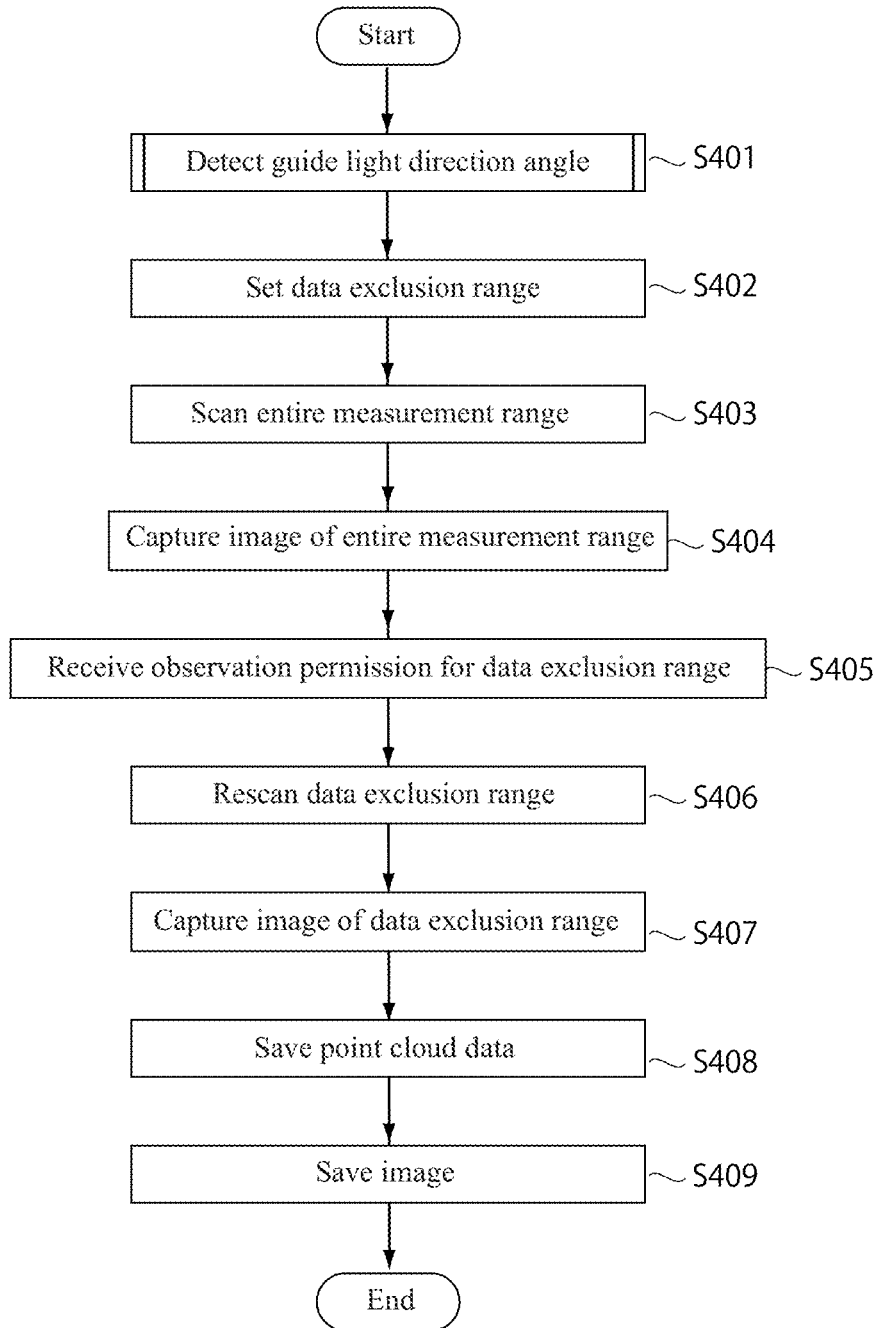 Start
Detect guide light direction angle
S401
Set data exclusion range
S402
Scan entire measurement range
S403
Capture image of entire measurement range
S404
Receive observation permission for data exclusion range
S405
Rescan data exclusion range
S406
Capture image of data exclusion range
S407
Save point cloud data
S408
Save image
S409
End